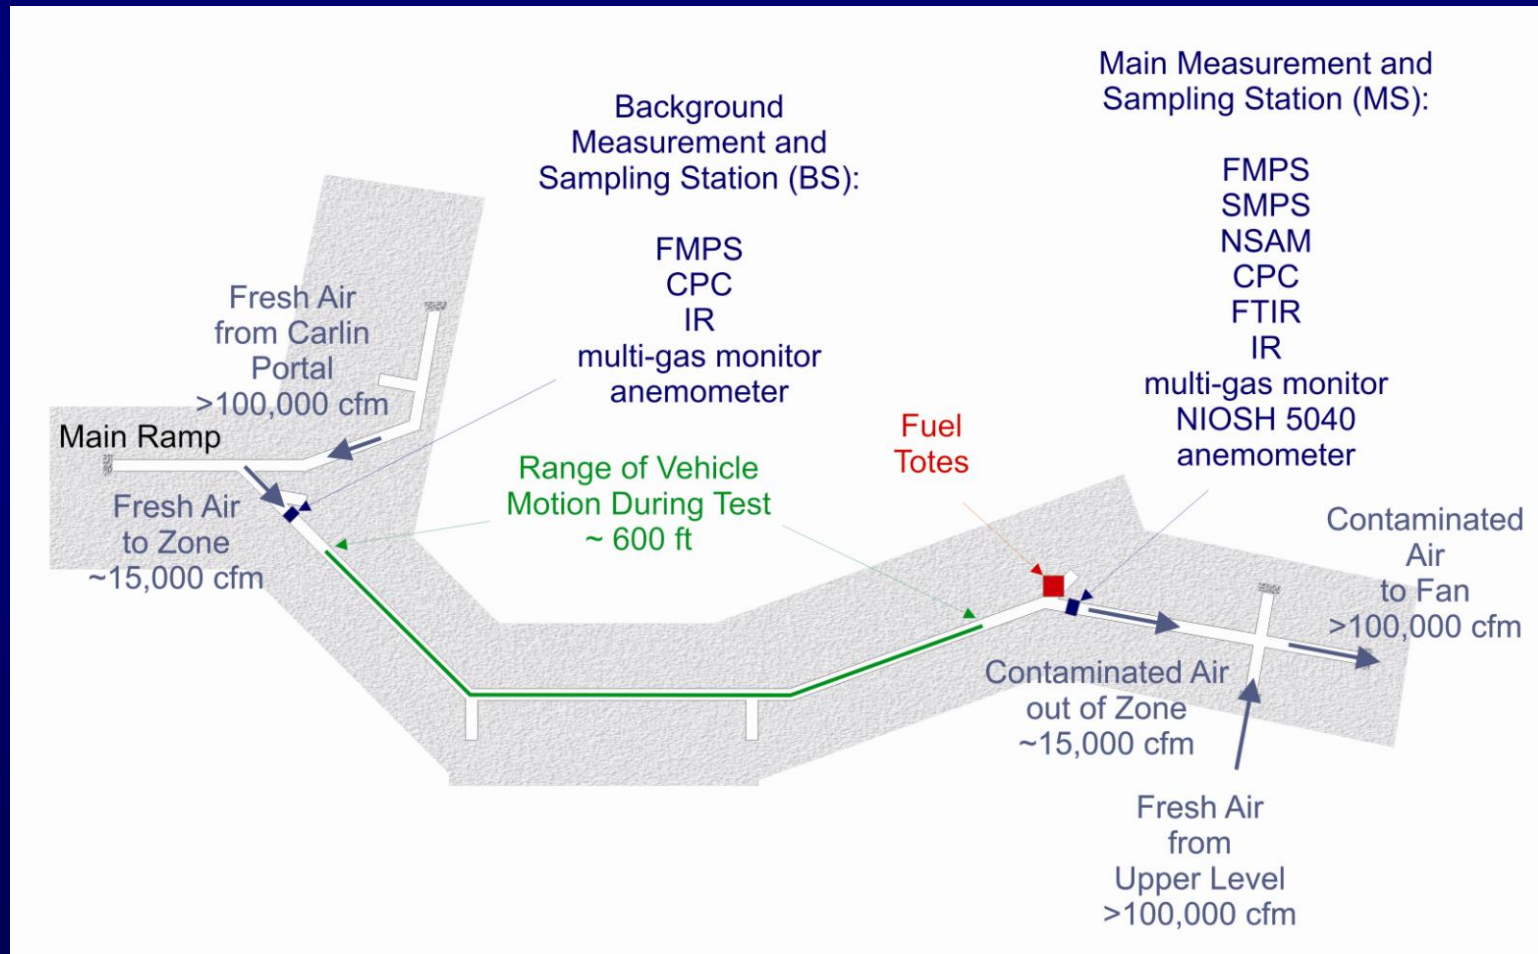 Background
Measurement and
Sampling Station (BS):
FMPS
CPC
IR
multi-gas monitor
anemometer
Main Measurement and
Sampling Station (MS):
FMPS
SMPS
NSAM
CPC
FTIR
IR
multi-gas monitor
NIOSH 5040
anemometer
Fresh Air
from Carlin
Portal
>100,000 cfm
Main Ramp
Fresh Air
to Zone
~15,000 cfm
Range of Vehicle
Motion During Test
~ 600 ft
Fuel
Totes
Contaminated
Air
to Fan
>100,000 cfm
Contaminated Air
out of Zone
~15,000 cfm
Fresh Air
from
Upper Level
>100,000 cfm